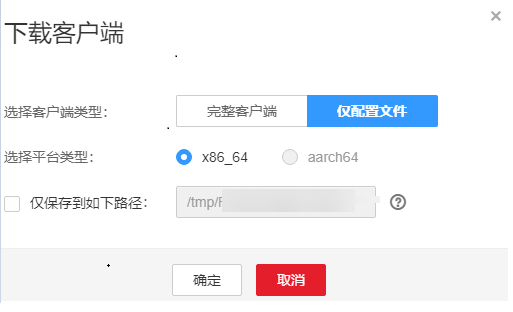 下载客户端
选择客户端类型： 完整客户端 仅配置文件
选择平台类型： x86_64 aarch64
仅保存到如下路径： /tmp/
确定 取消